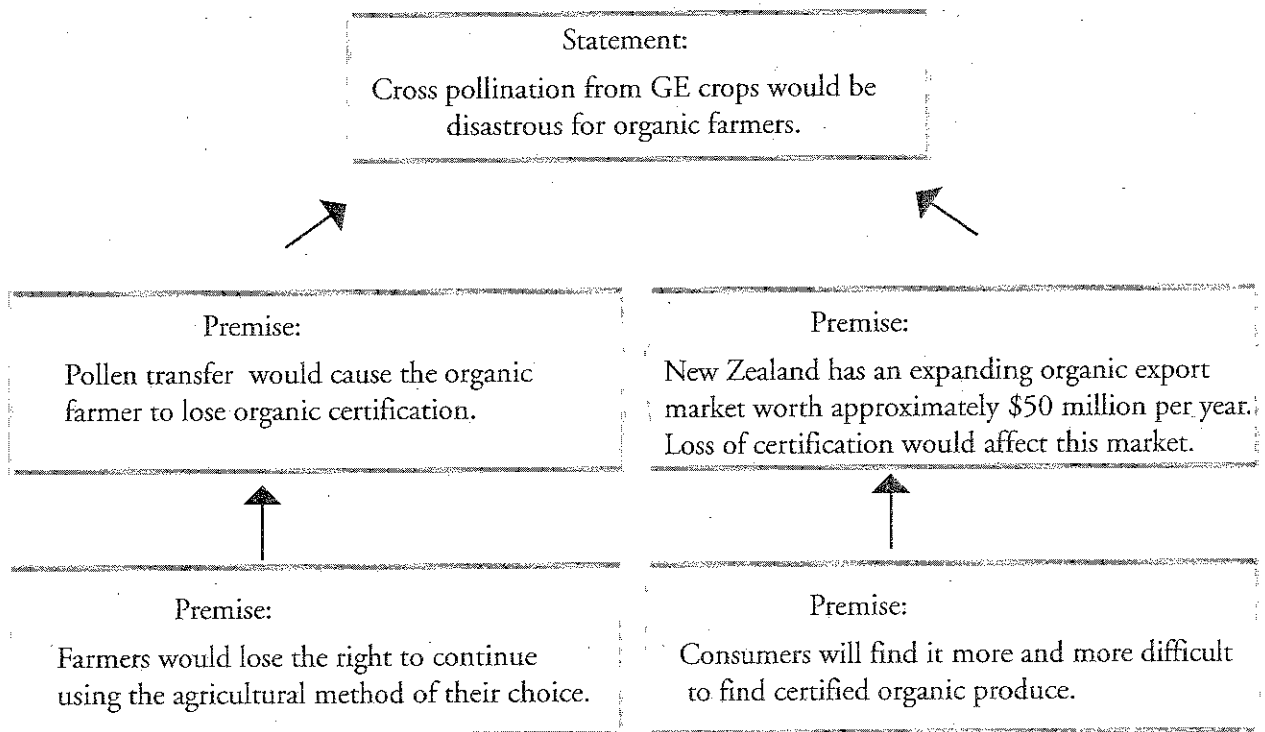 Statement:
Cross pollination from GE crops would be
disastrous for organic farmers.
Premise:
Pollen transfer would cause the organic
farmer to lose organic certification.
Premise:
New Zealand has an expanding organic export
market worth approximately $50 million per year.
Loss of certification would affect this market.
Premise:
Farmers would lose the right to continue
using the agricultural method of their choice.
Premise:
Consumers will find it more and more difficult
to find certified organic produce.